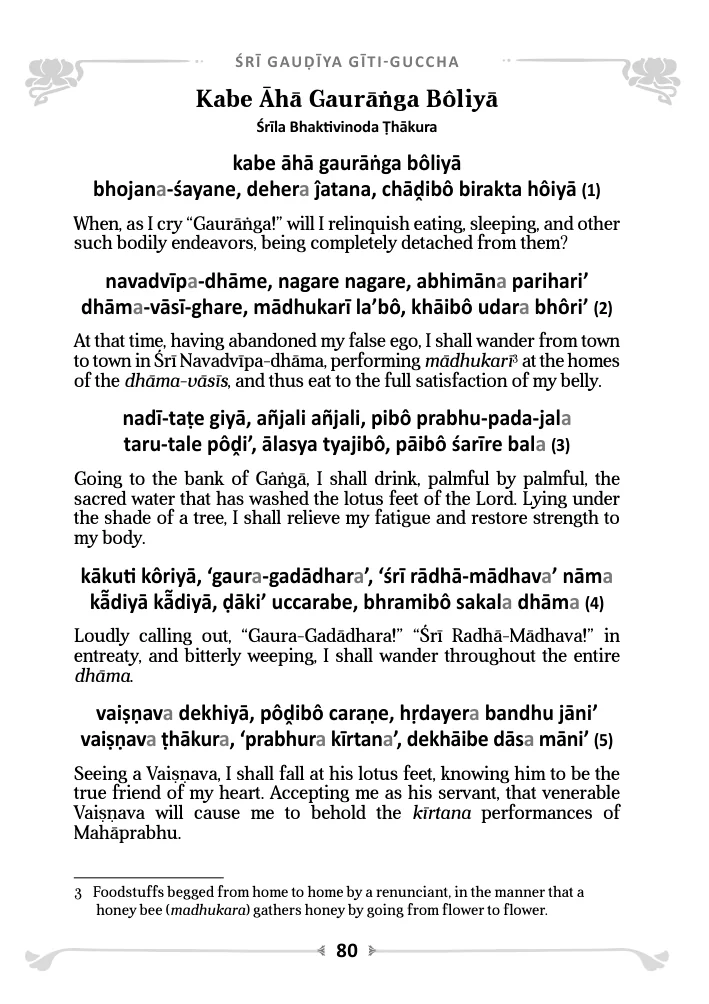 ŚRĪ GAUḌĪYA GĪTI-GUCCHA
Kabe Āhā Gaurāṅga Bôliyā
Śrīla Bhaktivinoda Ṭhākura
kabe āhā gaurāṅga bôliyā
bhojana-śayane, dehera ĵatana, chāḓibô birakta hôiyā (1)
When, as I cry “Gaurāṅga!” will I relinquish eating, sleeping, and other
such bodily endeavors, being completely detached from them?
navadvīpa-dhāme, nagare nagare, abhimāna parihari’
dhāma-vāsī-ghare, mādhukarī la’bô, khāibô udara bhôri’ (2)
At that time, having abandoned my false ego, I shall wander from town
to town in Śrī Navadvīpa-dhāma, performing mādhukarī³ at the homes
of the dhāma-vāsīs, and thus eat to the full satisfaction of my belly.
nadī-taṭe giyā, añjali añjali, pibô prabhu-pada-jala
taru-tale pôḓi’, ālasya tyajibô, pāibô śarīre bala (3)
Going to the bank of Gaṅgā, I shall drink, palmful by palmful, the
sacred water that has washed the lotus feet of the Lord. Lying under
the shade of a tree, I shall relieve my fatigue and restore strength to
my body.
kākuti kôriyā, ‘gaura-gadādhara’, ‘śrī rādhā-mādhava’ nāma
kā̐diyā kā̐diyā, ḍāki’ uccarabe, bhramibô sakala dhāma (4)
Loudly calling out, “Gaura-Gadādhara!” “Śrī Radhā-Mādhava!” in
entreaty, and bitterly weeping, I shall wander throughout the entire
dhāma.
vaiṣṇava dekhiyā, pôḓibô caraṇe, hṛdayera bandhu jāni’
vaiṣṇava ṭhākura, ‘prabhura kīrtana’, dekhāibe dāsa māni’ (5)
Seeing a Vaiṣṇava, I shall fall at his lotus feet, knowing him to be the
true friend of my heart. Accepting me as his servant, that venerable
Vaiṣṇava will cause me to behold the kīrtana performances of
Mahāprabhu.
3 Foodstuffs begged from home to home by a renunciant, in the manner that a
honey bee (madhukara) gathers honey by going from flower to flower.
80